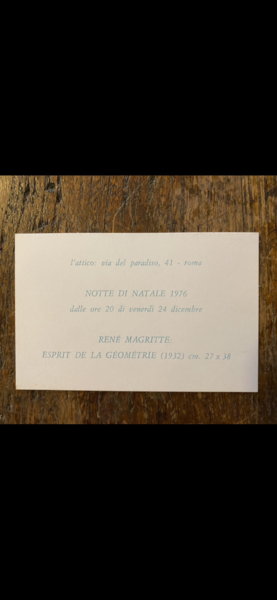 l'attico: via del paradiso, 41 - roma
NOTTE DI NATALE 1976
dalle ore 20 di venerdì 24 dicembre
RENÉ MAGRITTE:
ESPRIT DE LA GÉOMÉTRIE (1932) cm. 27 x 38